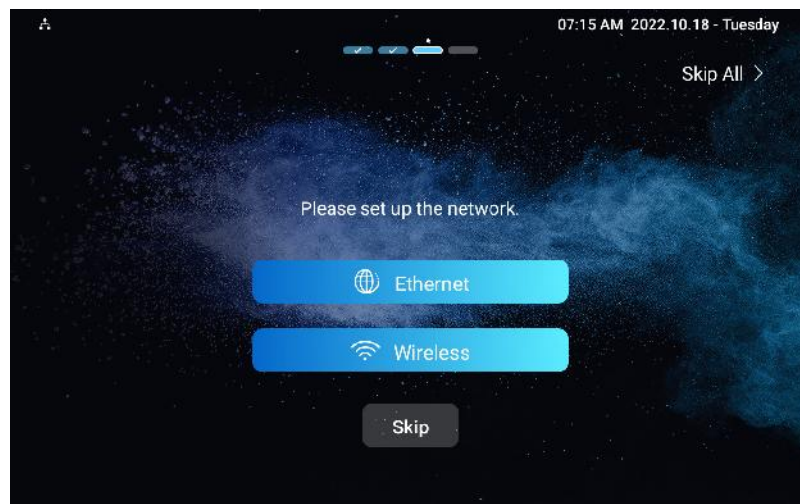 07:15 AM 2022.10.18 - Tuesday
Skip All >
Please set up the network.
Ethernet
Wireless
Skip